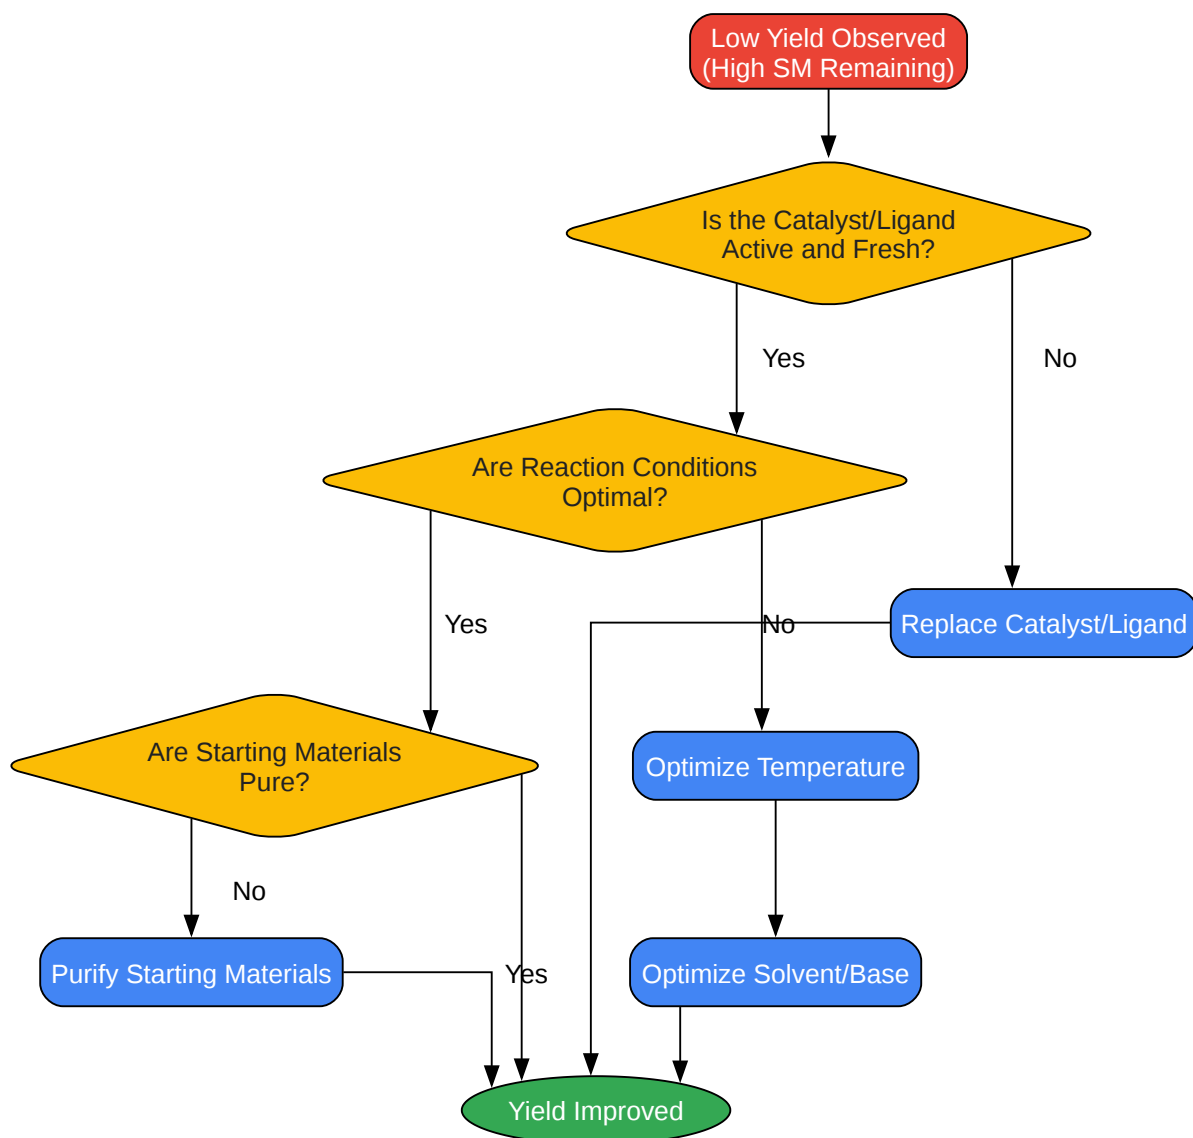 Low Yield Observed
(High SM Remaining)
Is the Catalyst/Ligand
Active and Fresh?
Yes
No
Are Reaction Conditions
Optimal?
Yes
No
Replace Catalyst/Ligand
Are Starting Materials
Pure?
Optimize Temperature
No
Purify Starting Materials
Yes
Optimize Solvent/Base
Yield Improved